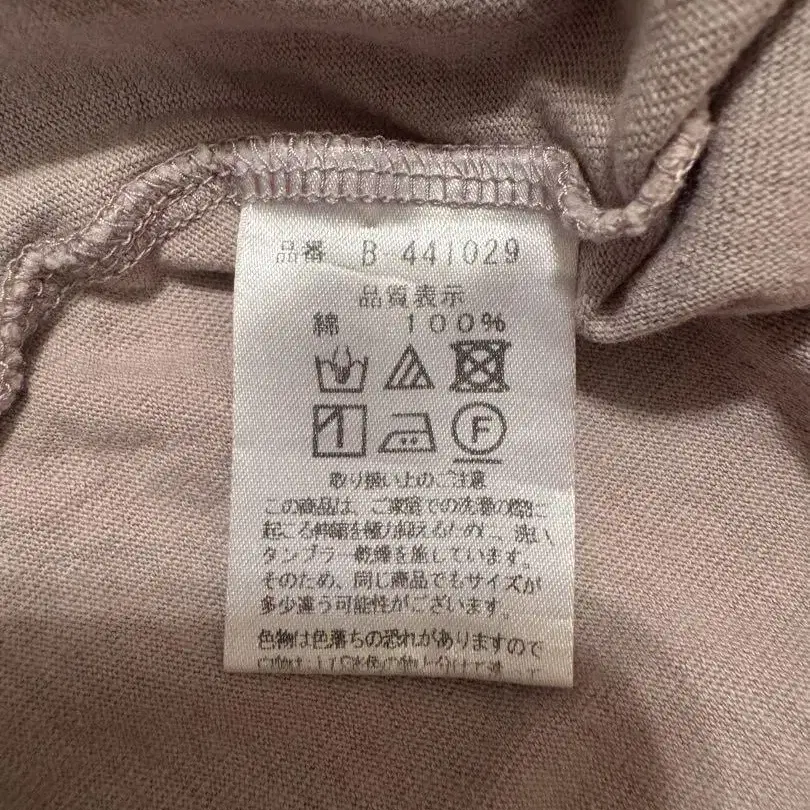 品番 B-441029
品質表示
綿 100%
F
取り扱い上のご注意
この商品は、ご家庭での洗濯の際に
起こる伸縮を極力抑えるため、洗い
タンブラー乾燥を施しています。
そのため、同じ商品でもサイズが
多少違う可能性がございます。
色物は色落ちの恐れがありますので